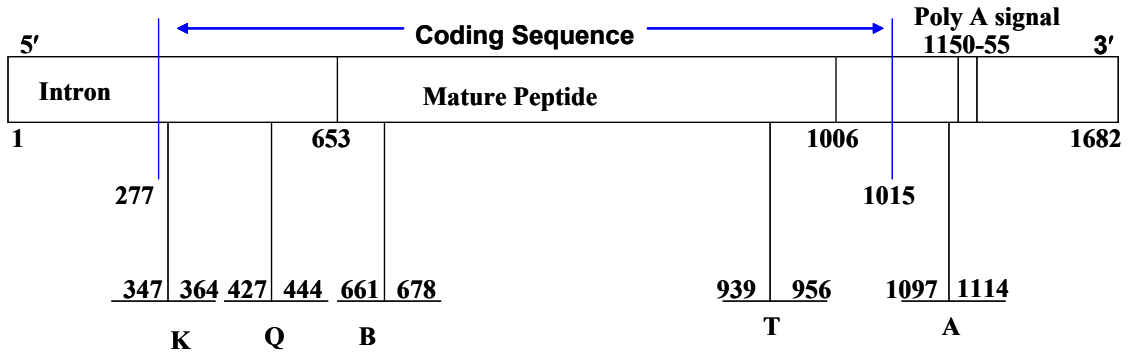 Poly A signal
5′ Coding Sequence 1150-55 3′
Intron Mature Peptide
1 653 1006 1682
277 1015
347 364 427 444 661 678 939 956 1097 1114
K Q B T A